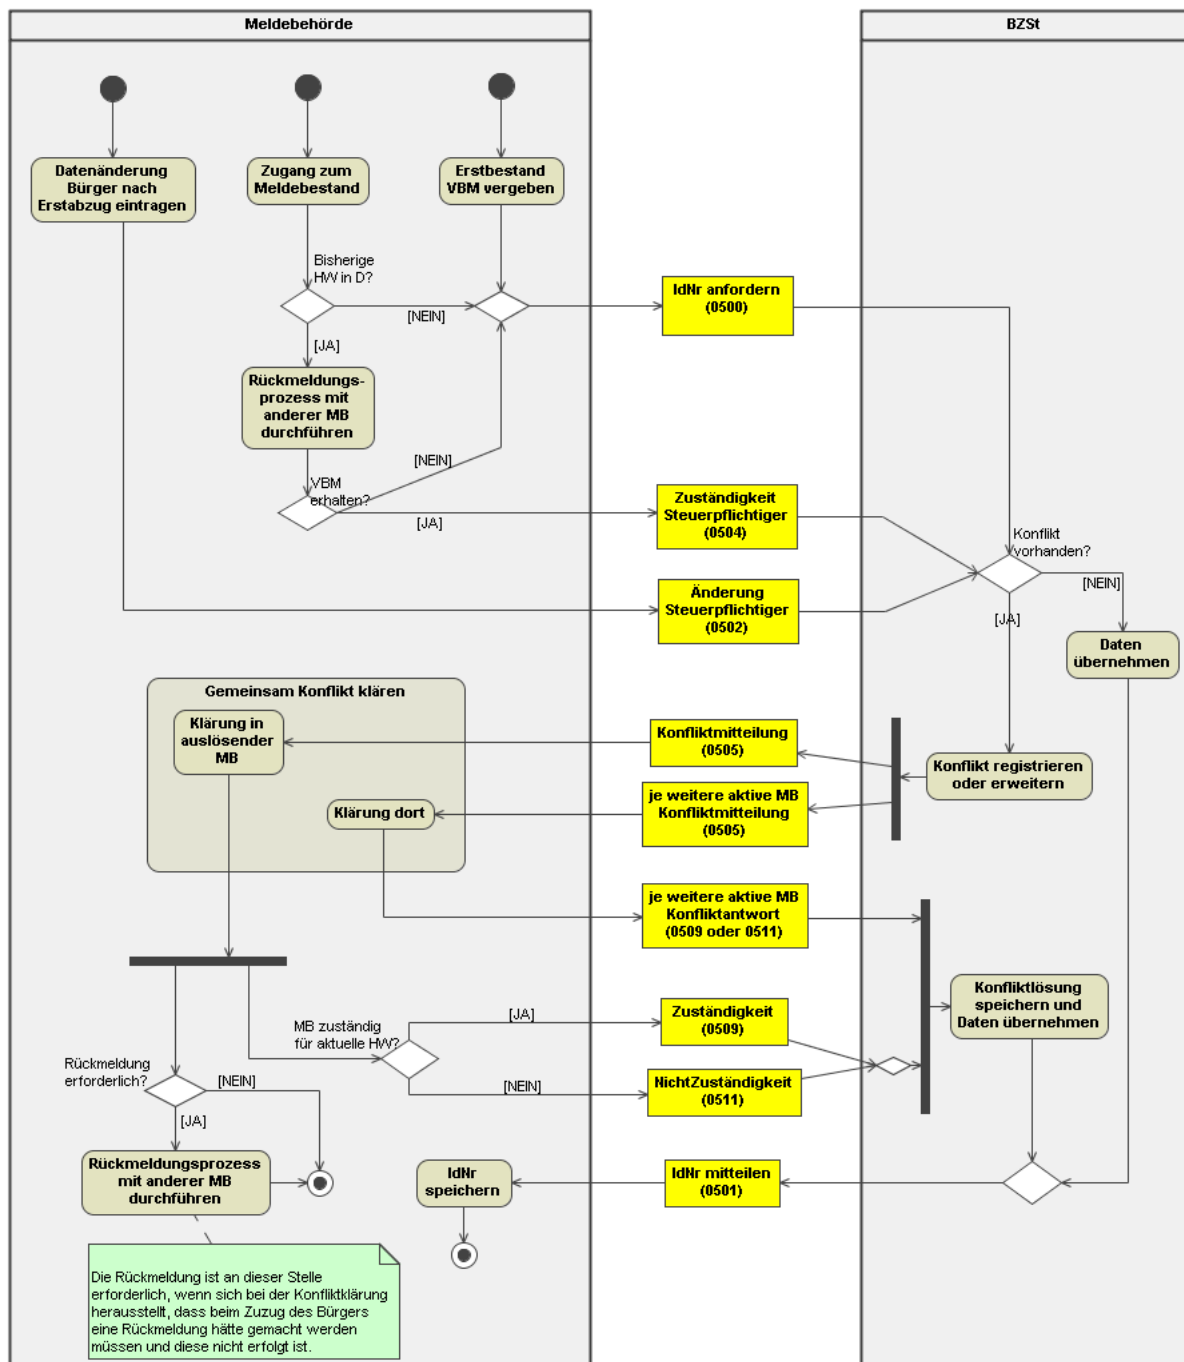 Meldebehörde
BZSt
Datenänderung
Bürger nach
Erstabzug eintragen
Zugang zum
Meldebestand
Erstbestand
VBM vergeben
Bisherige
HW in D?
[NEIN]
[JA]
IdNr anfordern
(0500)
Rückmeldungs-
prozess mit
anderer MB
durchführen
[NEIN]
VBM
erhalten?
[JA]
Zuständigkeit
Steuerpflichtiger
(0504)
Konflikt
vorhanden?
[NEIN]
[JA]
Änderung
Steuerpflichtiger
(0502)
Daten
übernehmen
Gemeinsam Konflikt klären
Klärung in
auslösender
MB
Konfliktmitteilung
(0505)
Konflikt registrieren
oder erweitern
Klärung dort
je weitere aktive MB
Konfliktmitteilung
(0505)
je weitere aktive MB
Konfliktantwort
(0509 oder 0511)
Konfliktlösung
speichern und
Daten übernehmen
MB zuständig
für aktuelle HW?
[JA]
Zuständigkeit
(0509)
[NEIN]
NichtZuständigkeit
(0511)
Rückmeldung
erforderlich?
[NEIN]
[JA]
Rückmeldungsprozess
mit anderer MB
durchführen
IdNr
speichern
IdNr mitteilen
(0501)
Die Rückmeldung ist an dieser Stelle
erforderlich, wenn sich bei der Konfliktklärung
herausstellt, dass beim Zuzug des Bürgers
eine Rückmeldung hätte gemacht werden
müssen und diese nicht erfolgt ist.